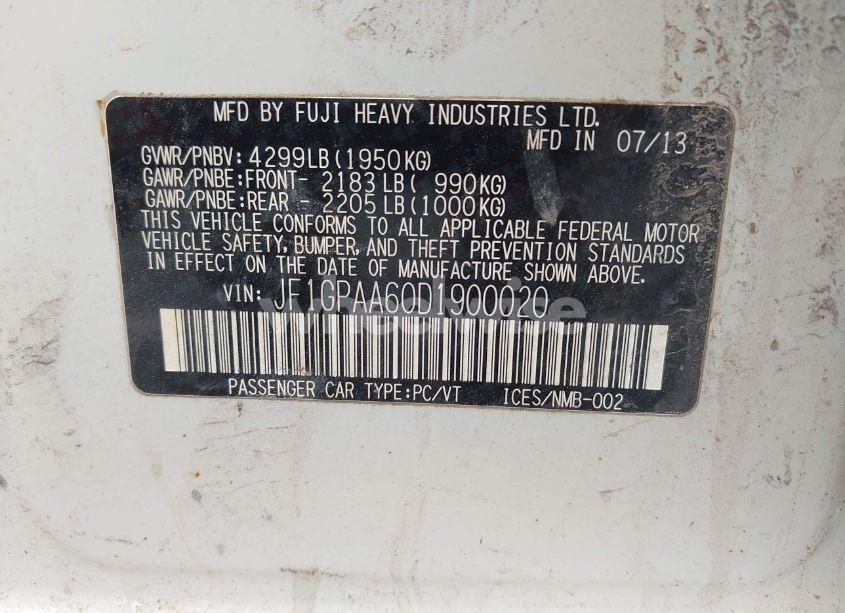 MFD BY FUJI HEAVY INDUSTRIES LTD.
MFD IN 07/13
GVWR/PNBV: 4299LB(1950KG)
GAWR/PNBE:FRONT- 2183LB( 990KG)
GAWR/PNBE:REAR - 2205LB(1000KG)
THIS VEHICLE CONFORMS TO ALL APPLICABLE FEDERAL MOTOR
VEHICLE SAFETY, BUMPER, AND THEFT PREVENTION STANDARDS
IN EFFECT ON THE DATE OF MANUFACTURE SHOWN ABOVE.
VIN: JF1GPAA60D1900020
PASSENGER CAR TYPE:PC/VT ICES/NMB-002